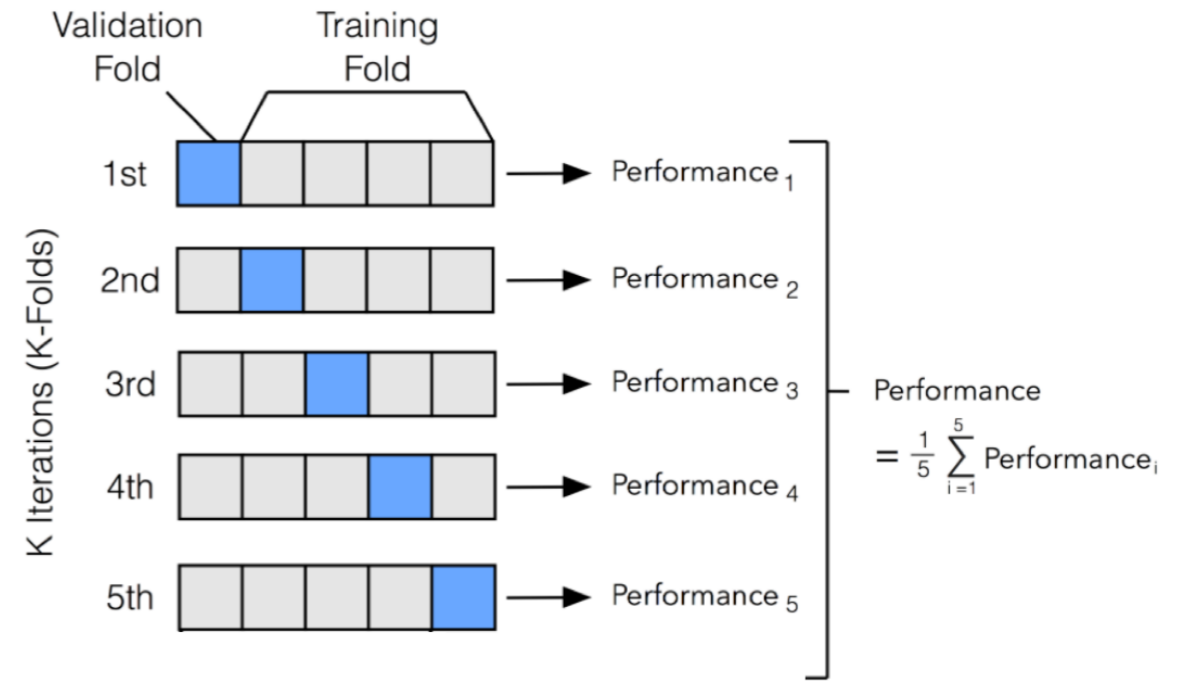 Validation
Fold
Training
Fold
K Iterations (K-Folds)
1st
Performance 1
2nd
Performance 2
3rd
Performance 3
4th
Performance 4
5th
Performance 5
Performance
= 1/5 5 ∑ i=1 Performance i